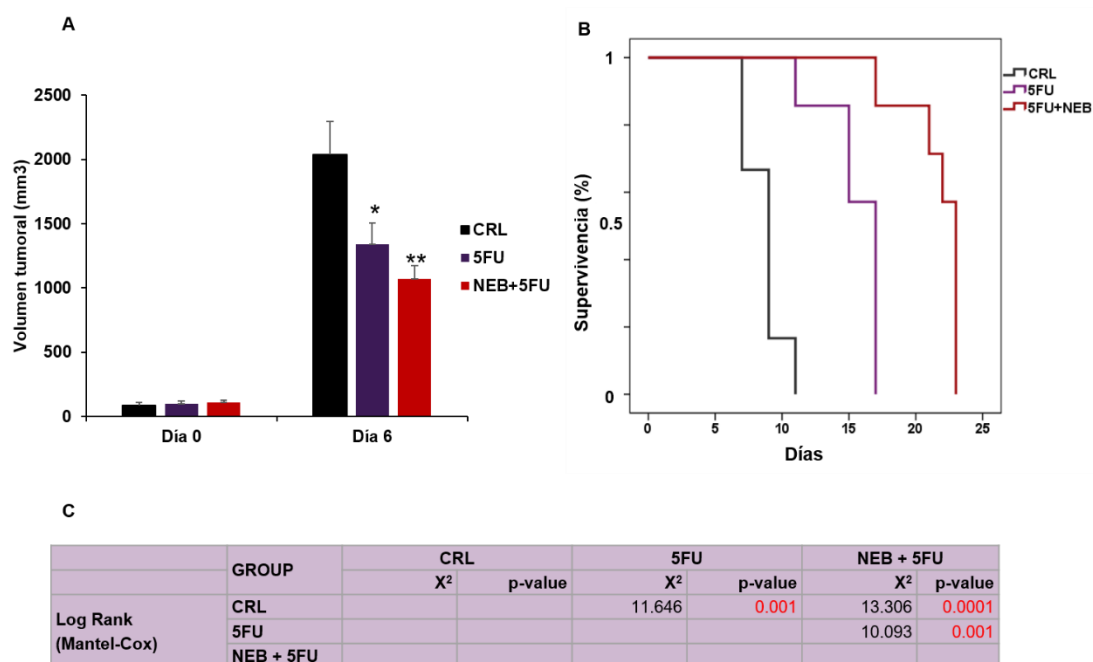 A
Volumen tumoral (mm3)
2500
2000
1500
1000
500
0
*
**
CRL
5FU
NEB+5FU
Dia 0 Dia 6
B
Supervivencia (%)
1
0.5
0
0 5 10 15 20 25
Días
CRL
5FU
5FU+NEB
C
GROUP CRL 5FU NEB + 5FU
X² p-value X² p-value X² p-value
Log Rank (Mantel-Cox)
CRL 11.646 0.001 13.306 0.0001
5FU 10.093 0.001
NEB + 5FU